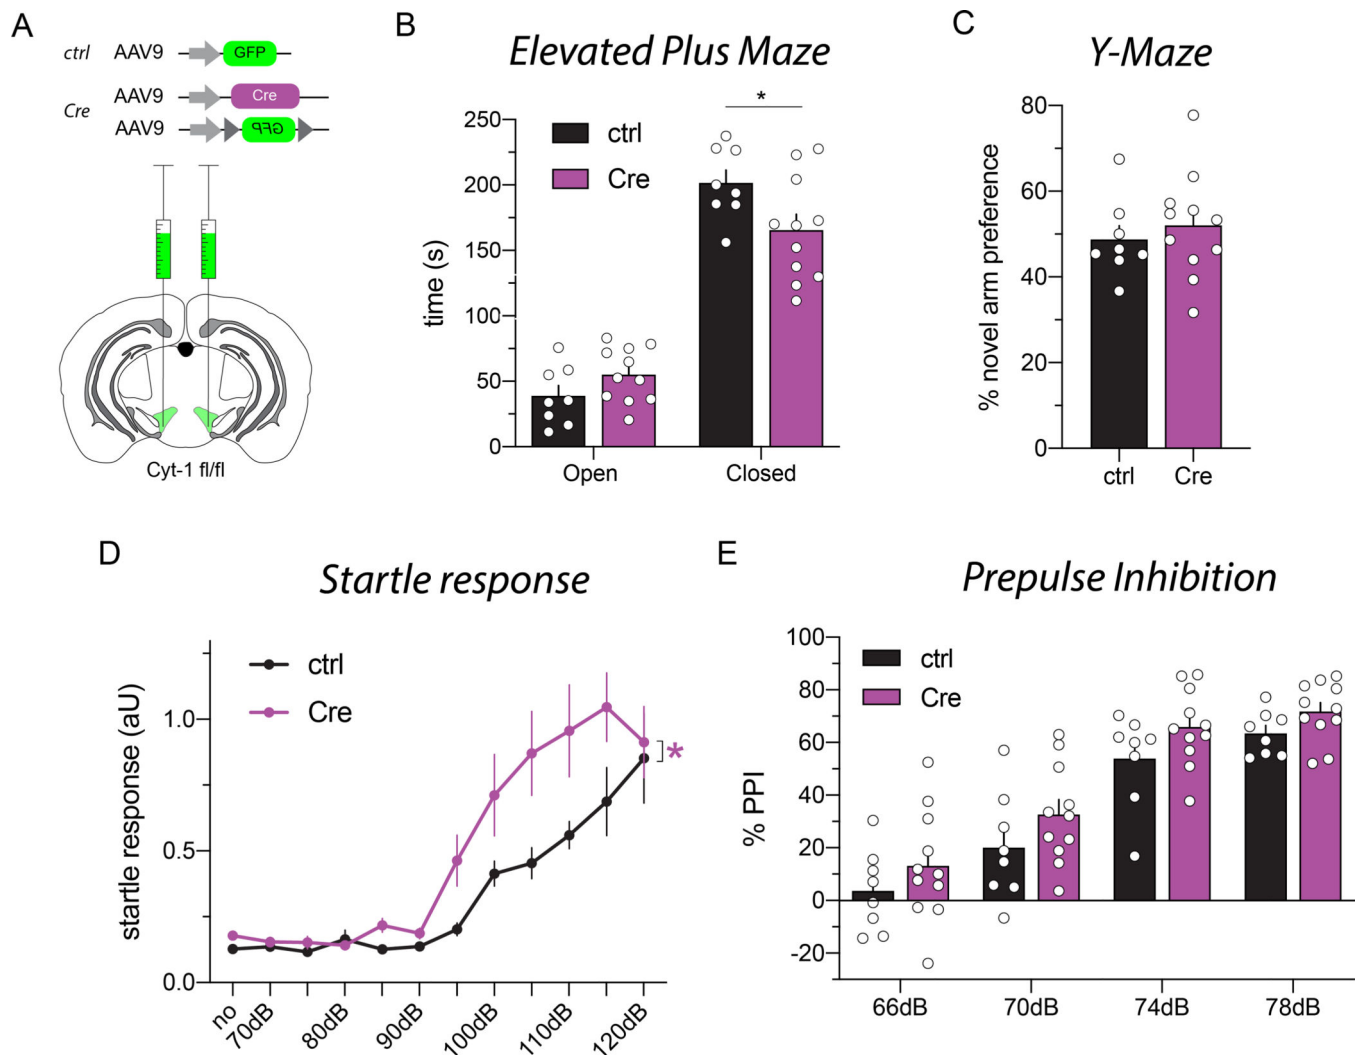 A
ctrl AAV9 GFP
Cre AAV9 Cre
AAV9 GFP
Cyt-1 fl/fl
B
Elevated Plus Maze
*
ctrl
Cre
time (s)
250
200
150
100
50
0
Open Closed
C
Y-Maze
% novel arm preference
80
60
40
20
0
ctrl Cre
D
Startle response
ctrl
Cre
startle response (aU)
1.0
0.5
0.0
*
no 70dB 80dB 90dB 100dB 110dB 120dB
E
Prepulse Inhibition
ctrl
Cre
% PPI
100
80
60
40
20
0
-20
66dB 70dB 74dB 78dB